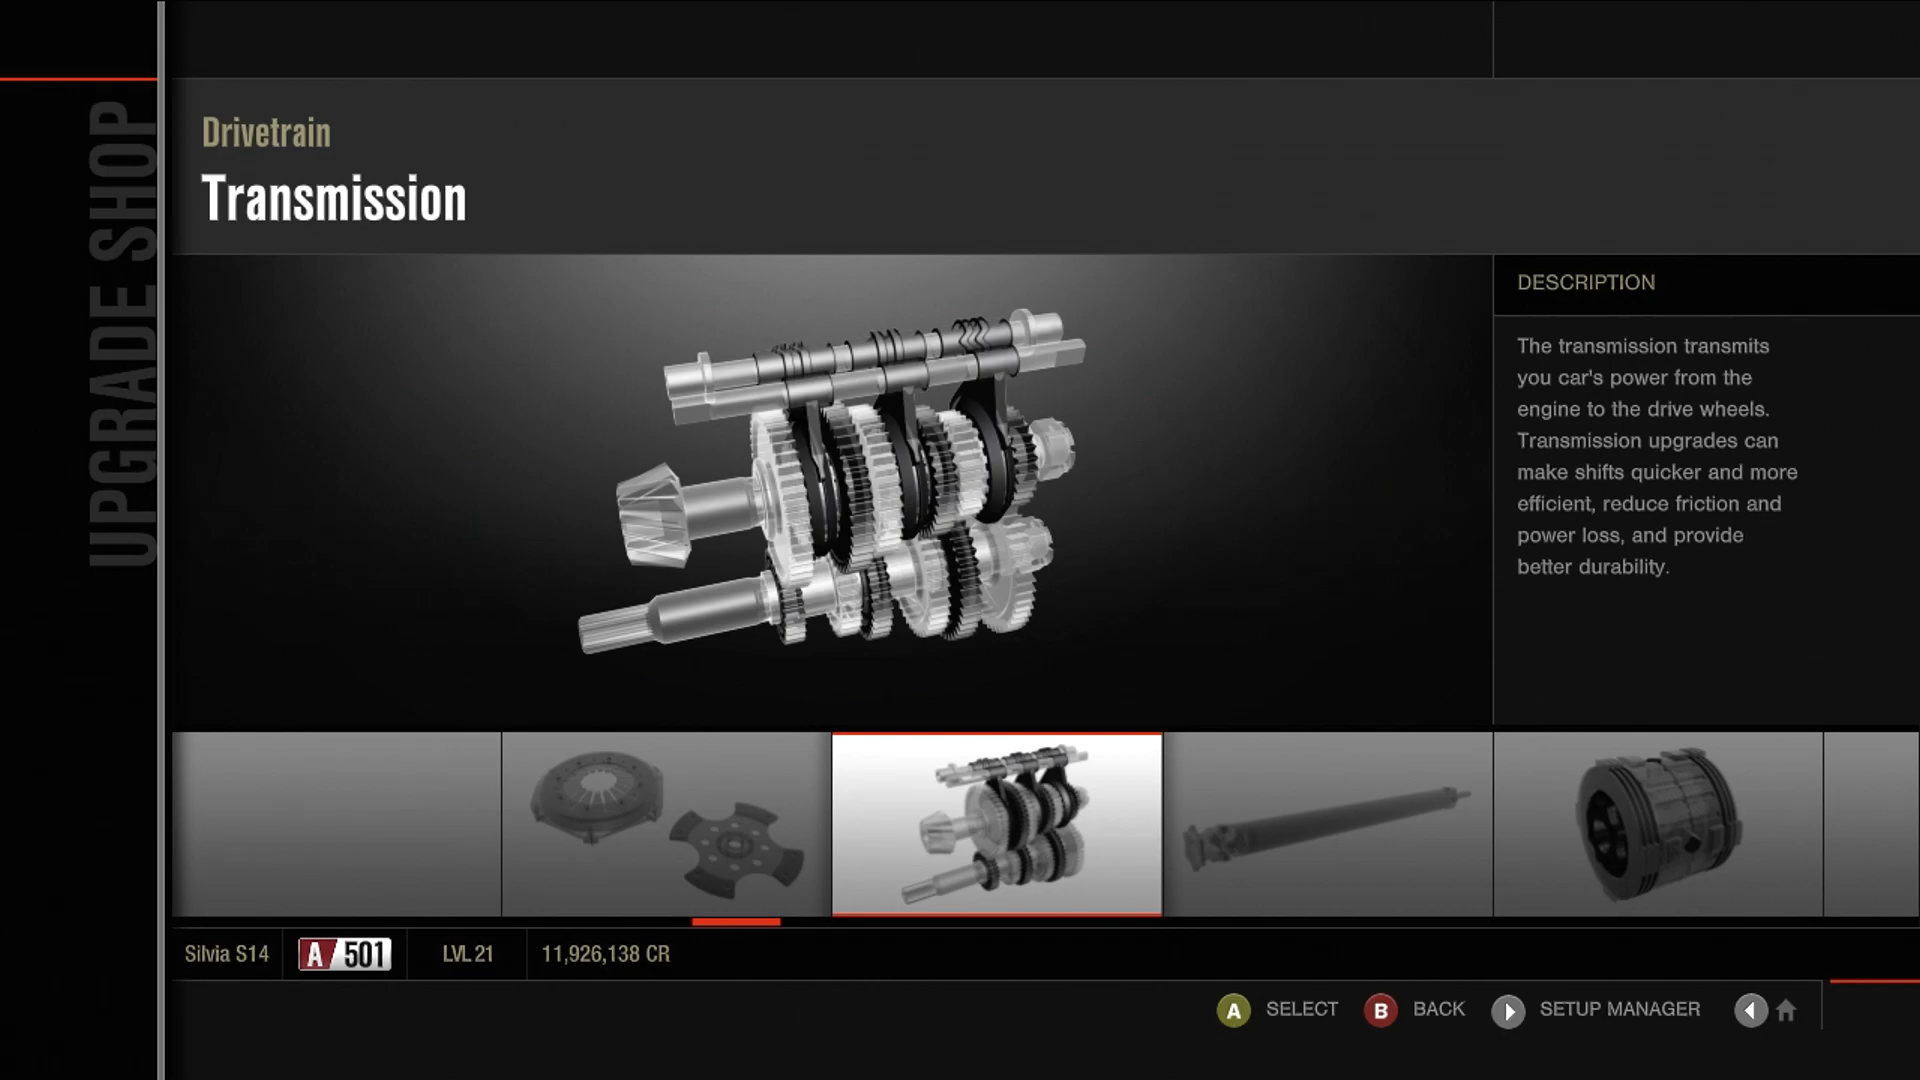 UPGRADE SHOP
Drivetrain
Transmission
DESCRIPTION
The transmission transmits
you car's power from the
engine to the drive wheels.
Transmission upgrades can
make shifts quicker and more
efficient, reduce friction and
power loss, and provide
better durability.
Silvia S14
A 501
LVL 21
11,926,138 CR
A SELECT
B BACK
SETUP MANAGER